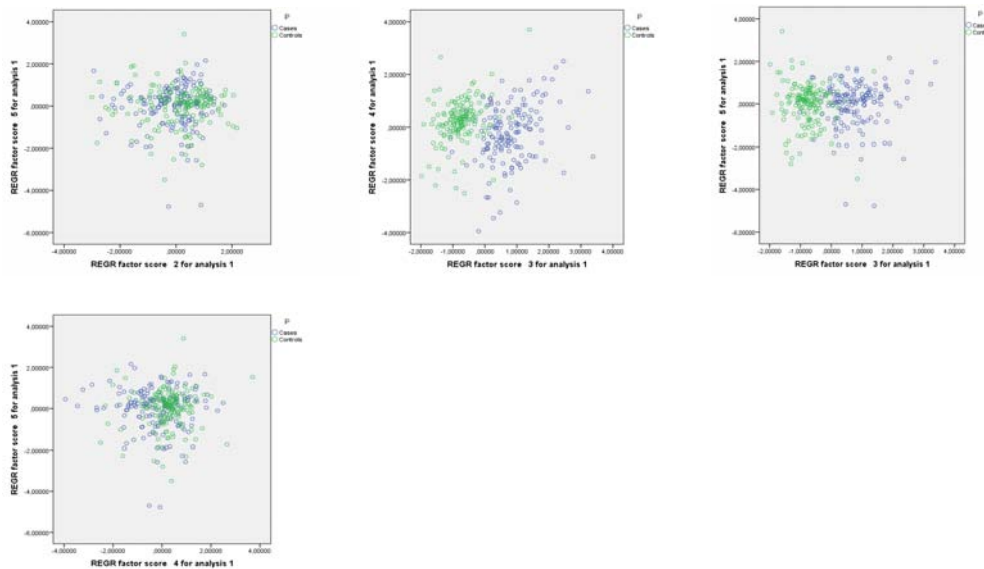 P
Cases
Controls
4,00000
2,00000
,00000
-2,00000
-4,00000
-6,00000
REGR factor score 5 for analysis 1
-4,00000 -2,00000 ,00000 2,00000
REGR factor score 2 for analysis 1
P
Cases
Controls
4,00000
2,00000
,00000
-2,00000
-4,00000
REGR factor score 4 for analysis 1
-2,00000 -1,00000 ,00000 1,00000 2,00000 3,00000 4,00000
REGR factor score 3 for analysis 1
P
Cases
Cont
4,00000
2,00000
,00000
-2,00000
-4,00000
-6,00000
REGR factor score 5 for analysis 1
-2,00000 -1,00000 ,00000 1,00000 2,00000 3,00000 4,00000
REGR factor score 3 for analysis 1
P
Cases
Controls
4,00000
2,00000
,00000
-2,00000
-4,00000
-6,00000
REGR factor score 5 for analysis 1
-4,00000 -2,00000 ,00000 2,00000 4,00000
REGR factor score 4 for analysis 1